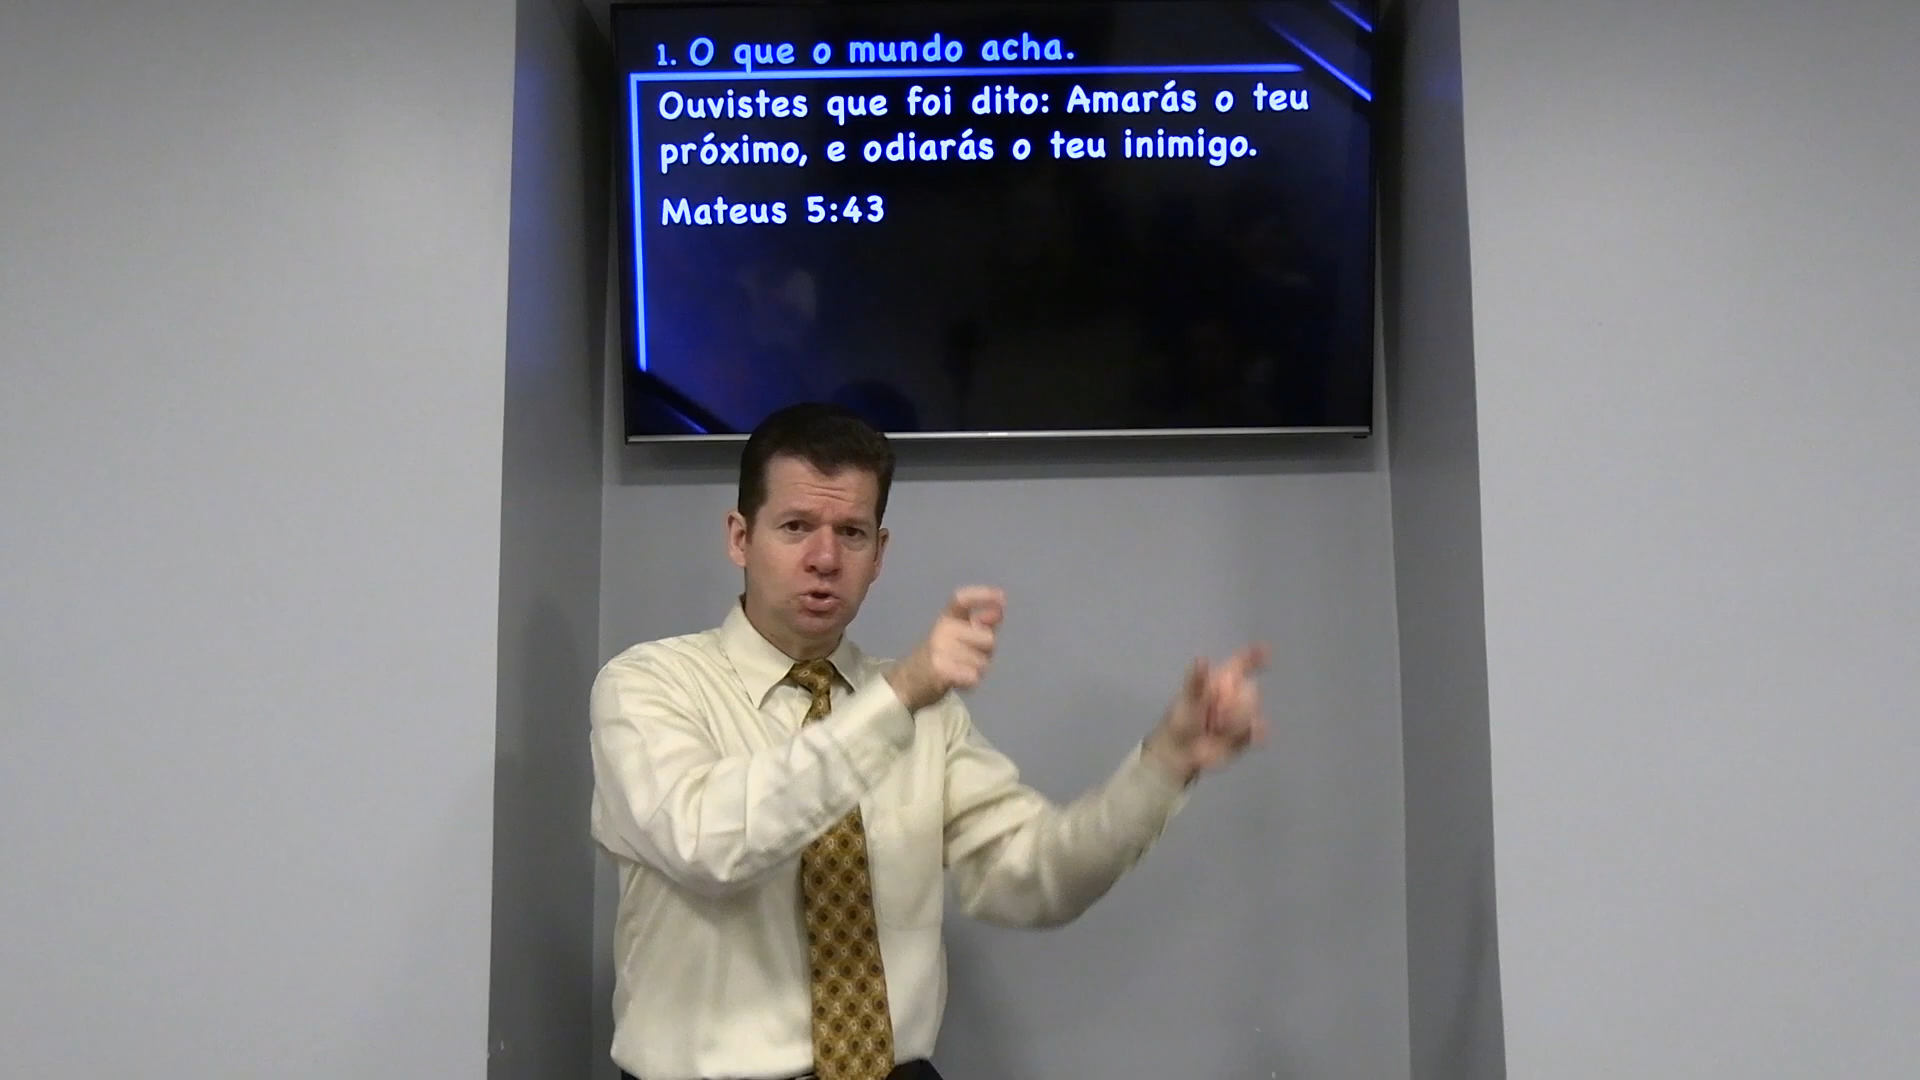 1. O que o mundo acha.
Ouvistes que foi dito: Amarás o teu
próximo, e odiarás o teu inimigo.
Mateus 5:43